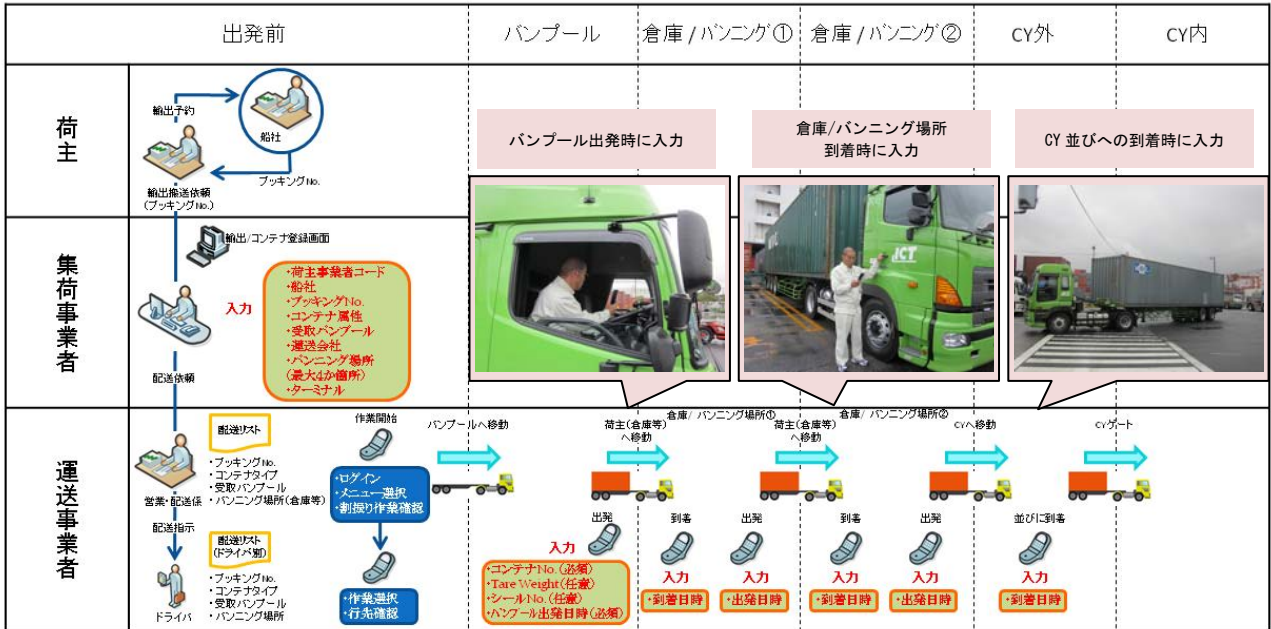 出発前
バンプール
倉庫/バンニング①
倉庫/バンニング②
CY外
CY内
荷主
輸出予約
船社
ブッキングNo.
輸出搬送依頼
(ブッキングNo.)
バンプール出発時に入力
倉庫/バンニング場所
到着時に入力
CY 並びへの到着時に入力
集荷事業者
輸出/コンテナ登録画面
入力
・荷主事業者コード
・船社
・ブッキングNo.
・コンテナ属性
・受取バンプール
・運送会社
・バンニング場所
(最大4か箇所)
・ターミナル
配送依頼
ICT
運送事業者
配送リスト
・ブッキングNo.
・コンテナタイプ
・受取バンプール
・バンニング場所(倉庫等)
営業・配送係
配送指示
配送リスト
(ドライバ別)
・ブッキングNo.
・コンテナタイプ
・受取バンプール
・バンニング場所
ドライバ
作業開始
・ログイン
・メニュー選択
・割振り作業確認
・作業選択
・行先確認
バンプールへ移動
荷主(倉庫等)
へ移動
倉庫/バンニング場所①
荷主(倉庫等)
へ移動
倉庫/バンニング場所②
CYへ移動
CYゲート
出発
入力
・コンテナNo.(必須)
・Tare Weight(任意)
・シールNo.(任意)
・バンプール出発日時(必須)
到着
入力
・到着日時
出発
入力
・出発日時
到着
入力
・到着日時
出発
入力
・出発日時
並びに到着
入力
・到着日時